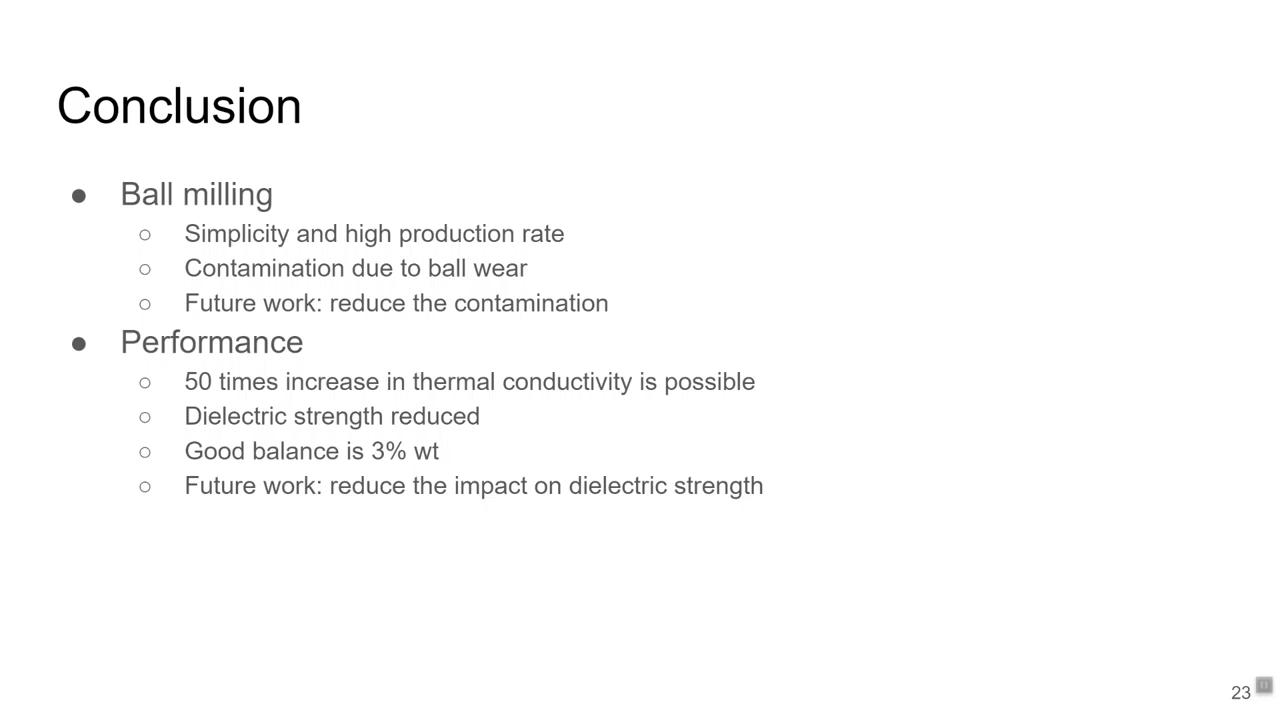 Conclusion
● Ball milling
○ Simplicity and high production rate
○ Contamination due to ball wear
○ Future work: reduce the contamination
● Performance
○ 50 times increase in thermal conductivity is possible
○ Dielectric strength reduced
○ Good balance is 3% wt
○ Future work: reduce the impact on dielectric strength
23